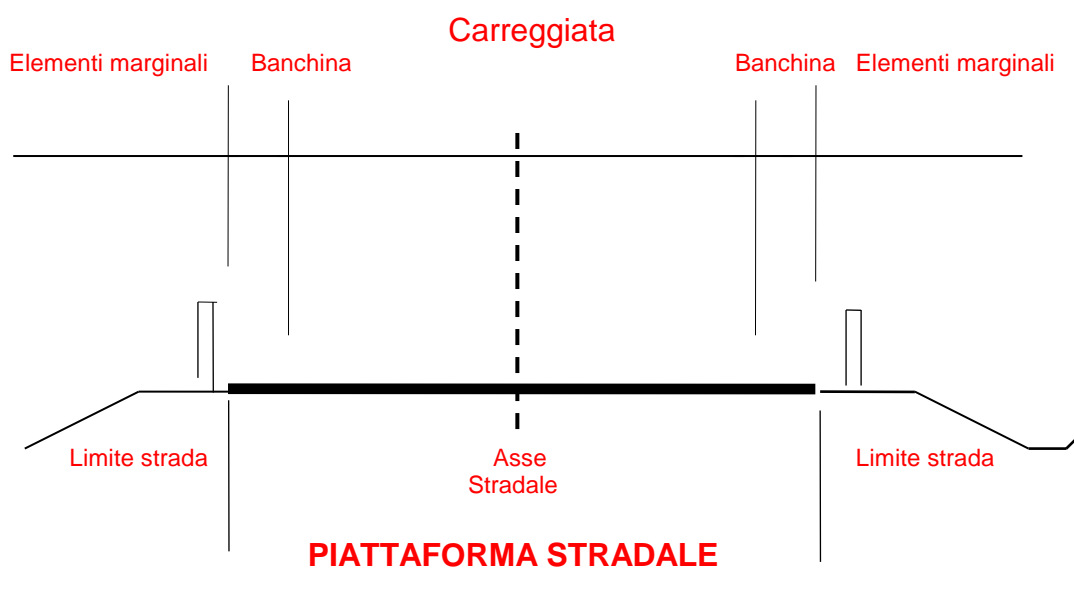 Carreggiata
Elementi marginali Banchina Banchina Elementi marginali
Limite strada Asse Limite strada
Stradale
PIATTAFORMA STRADALE